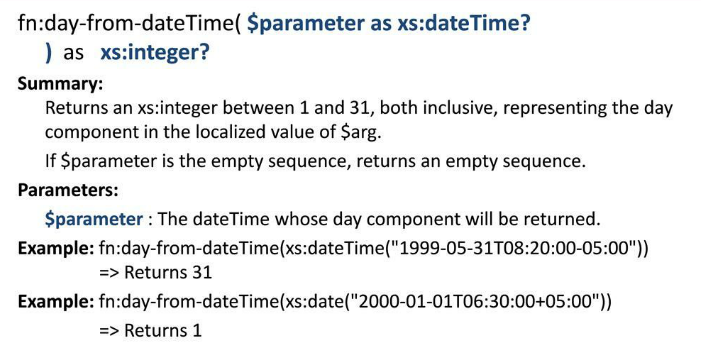 fn:day-from-dateTime( $parameter as xs:dateTime?
) as xs:integer?
Summary:
Returns an xs:integer between 1 and 31, both inclusive, representing the day
component in the localized value of $arg.
If $parameter is the empty sequence, returns an empty sequence.
Parameters:
$parameter : The dateTime whose day component will be returned.
Example: fn:day-from-dateTime(xs:dateTime("1999-05-31T08:20:00-05:00"))
=> Returns 31
Example: fn:day-from-dateTime(xs:date("2000-01-01T06:30:00+05:00"))
=> Returns 1